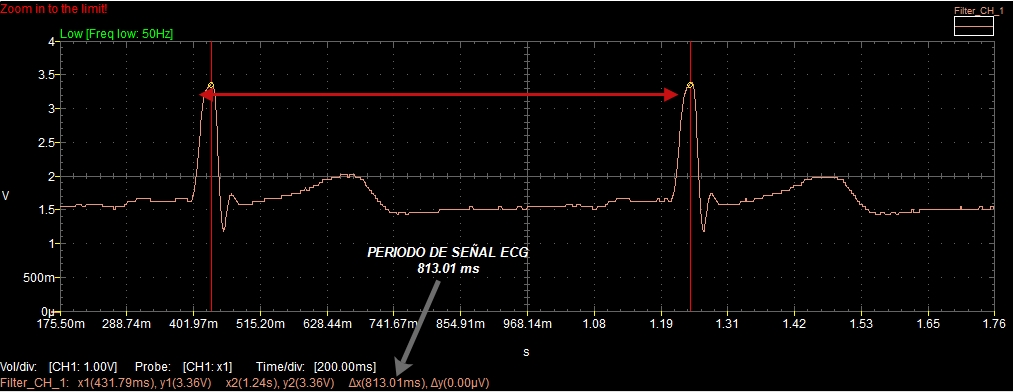 Zoom in to the limit!
Filter_CH_1
Low [Freq low: 50Hz]
4
3.5
3
2.5
2
V
1.5
1
500m
0µ
PERIODO DE SEÑAL ECG
813.01 ms
175.50m 288.74m 401.97m 515.20m 628.44m 741.67m 854.91m 968.14m 1.08 1.19 1.31 1.42 1.53 1.65 1.76
s
Vol/div: [CH1: 1.00V] Probe: [CH1: x1] Time/div: [200.00ms]
Filter_CH_1: x1(431.79ms), y1(3.36V) x2(1.24s), y2(3.36V) Δx(813.01ms), Δy(0.00µV)